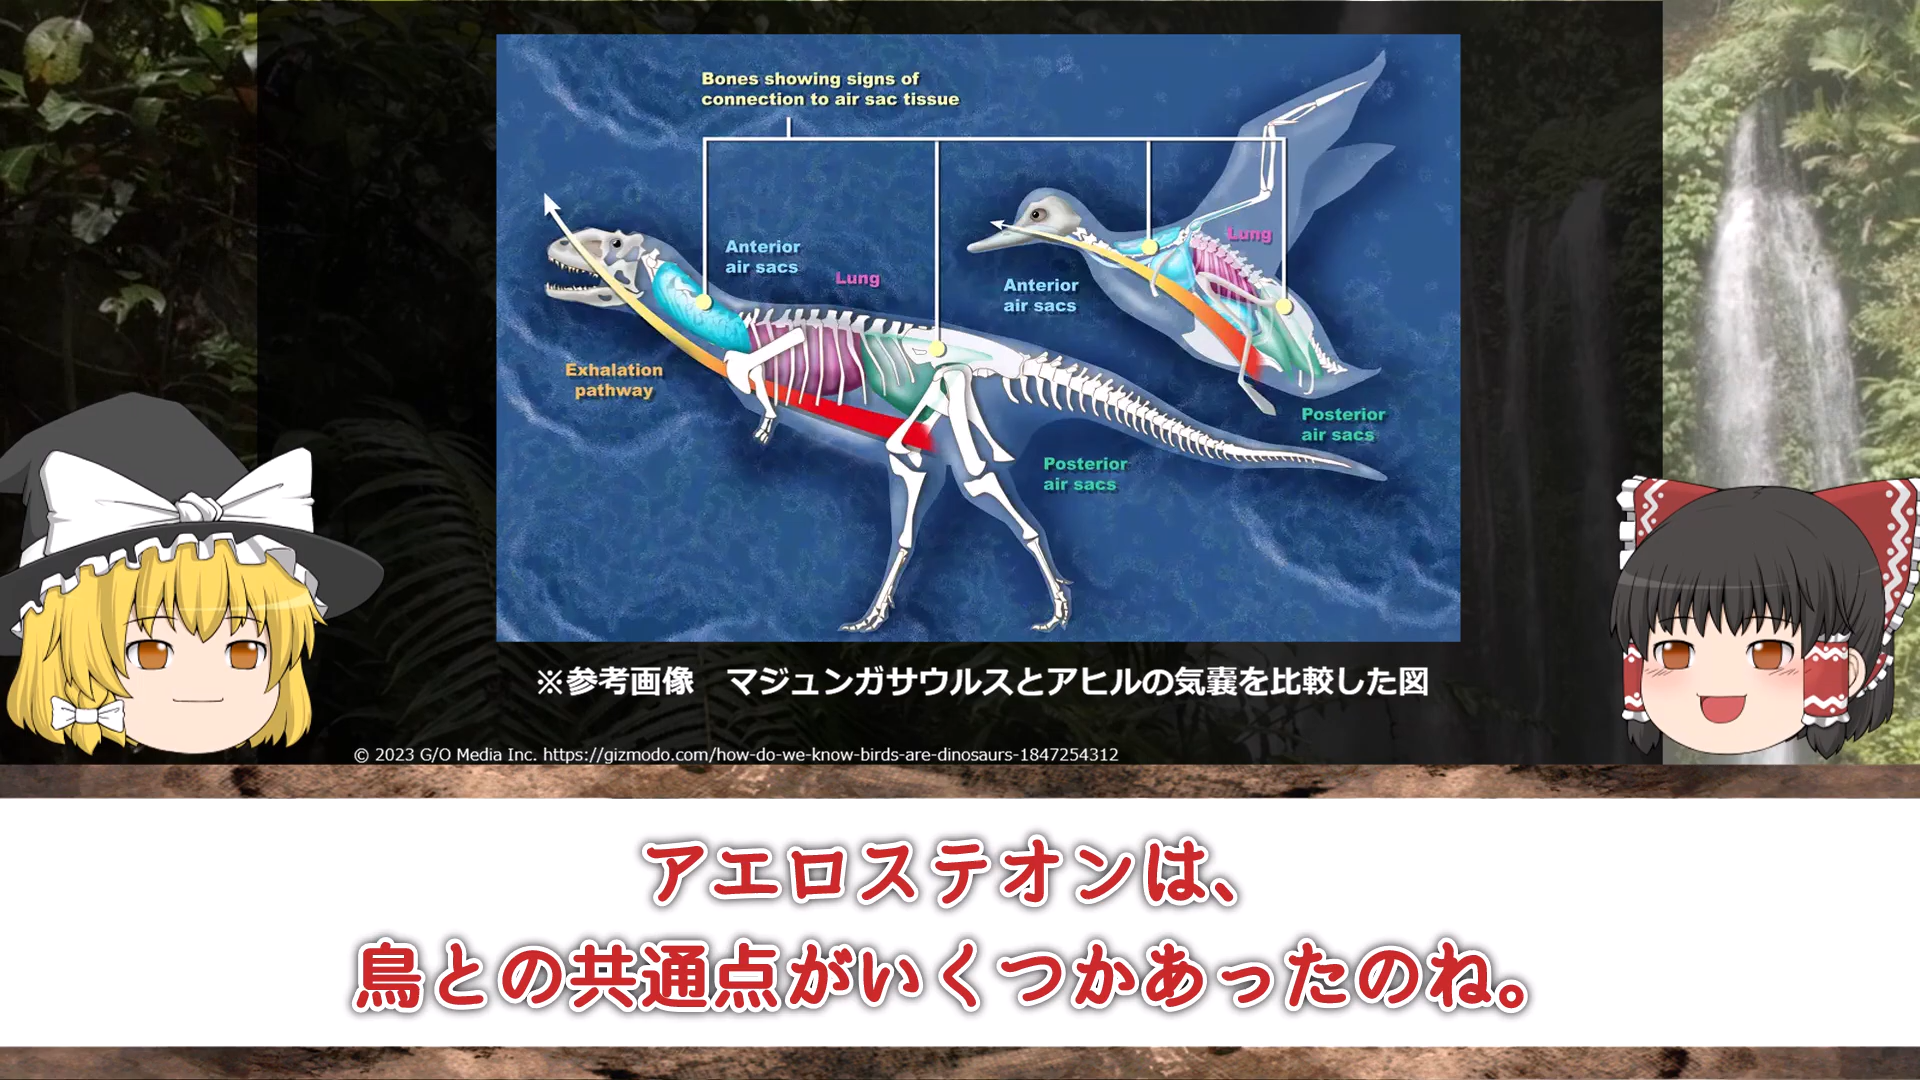 Bones showing signs of
connection to air sac tissue
Anterior
air sacs
Lung
Exhalation
pathway
Posterior
air sacs
Lung
Anterior
air sacs
Posterior
air sacs
※参考画像　マジュンガサウルスとアヒルの気嚢を比較した図
© 2023 G/O Media Inc. https://gizmodo.com/how-do-we-know-birds-are-dinosaurs-1847254312
アエロステオンは、
鳥との共通点がいくつかあったのね。